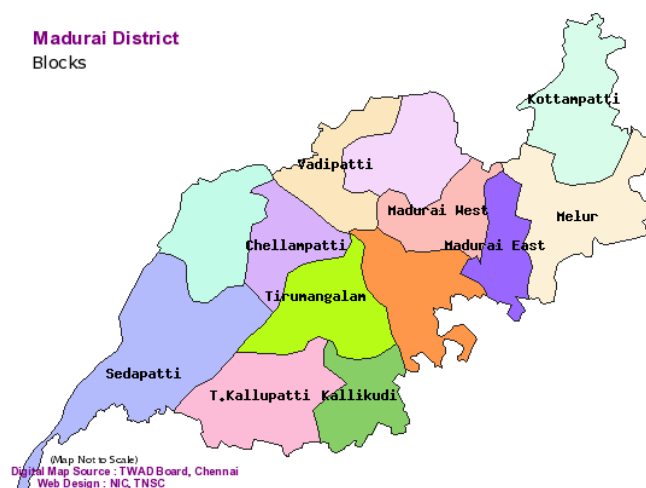 Madurai District
Blocks
Kottampatti
Vadipatti
Madurai West
Melur
Chellampatti
Madurai East
Tirumangalam
Sedapatti
T.Kallupatti
Kallikudi
(Map Not to Scale)
Digital Map Source : TWAD Board, Chennai
Web Design : NIC, TNSC